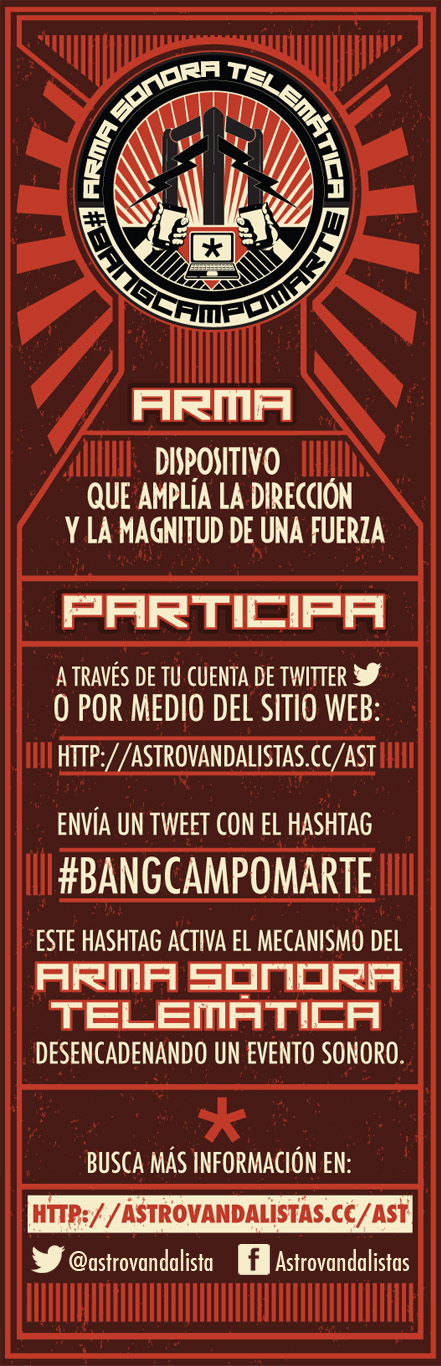 ARMA SONORA TELEMÁTICA
#BANGCAMPOMARTE
*
ARMA
DISPOSITIVO
QUE AMPLÍA LA DIRECCIÓN
Y LA MAGNITUD DE UNA FUERZA
PARTICIPA
A TRAVÉS DE TU CUENTA DE TWITTER
O POR MEDIO DEL SITIO WEB:
HTTP://ASTROVANDALISTAS.CC/AST
ENVÍA UN TWEET CON EL HASHTAG
#BANGCAMPOMARTE
ESTE HASHTAG ACTIVA EL MECANISMO DEL
ARMA SONORA
TELEMÁTICA
DESENCADENANDO UN EVENTO SONORO.
*
BUSCA MÁS INFORMACIÓN EN:
HTTP://ASTROVANDALISTAS.CC/AST
@astrovandalista f Astrovandalistas